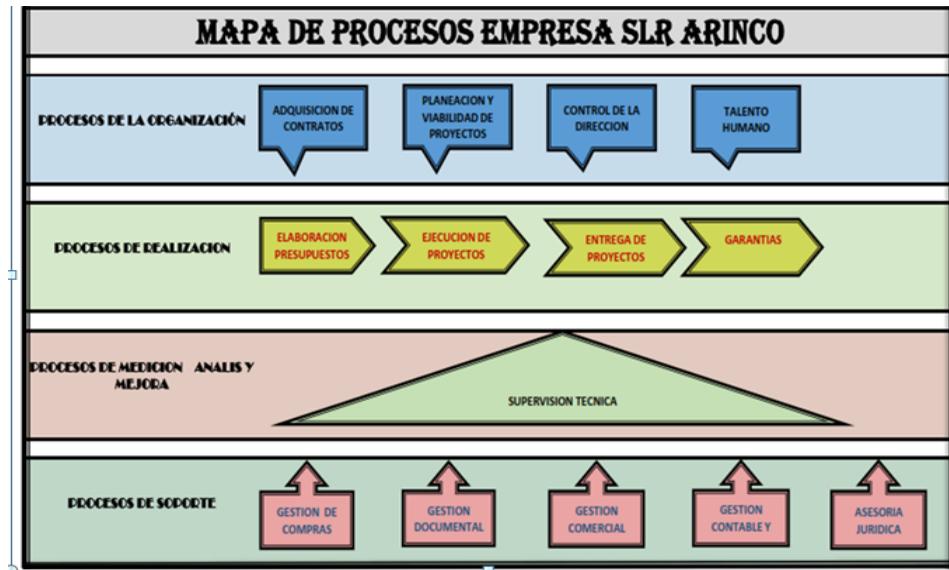 MAPA DE PROCESOS EMPRESA SLR ARINCO
PROCESOS DE LA ORGANIZACIÓN
ADQUISICION DE
CONTRATOS
PLANEACION Y
VIABILIDAD DE
PROYECTOS
CONTROL DE LA
DIRECCION
TALENTO
HUMANO
PROCESOS DE REALIZACION
ELABORACION
PRESUPUESTOS
EJECUCION DE
PROYECTOS
ENTREGA DE
PROYECTOS
GARANTIAS
PROCESOS DE MEDICION ANALIS Y
MEJORA
SUPERVISION TECNICA
PROCESOS DE SOPORTE
GESTION DE
COMPRAS
GESTION
DOCUMENTAL
GESTION
COMERCIAL
GESTION
CONTABLE Y
ASESORIA
JURIDICA